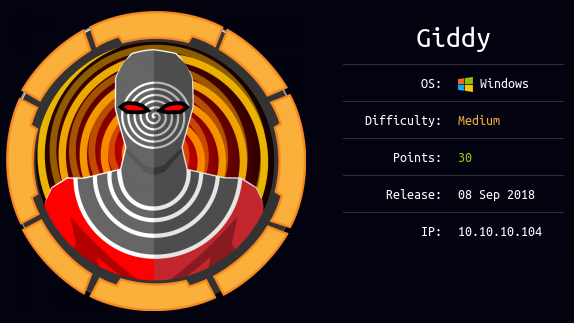 Giddy
OS: Windows
Difficulty: Medium
Points: 30
Release: 08 Sep 2018
IP: 10.10.10.104